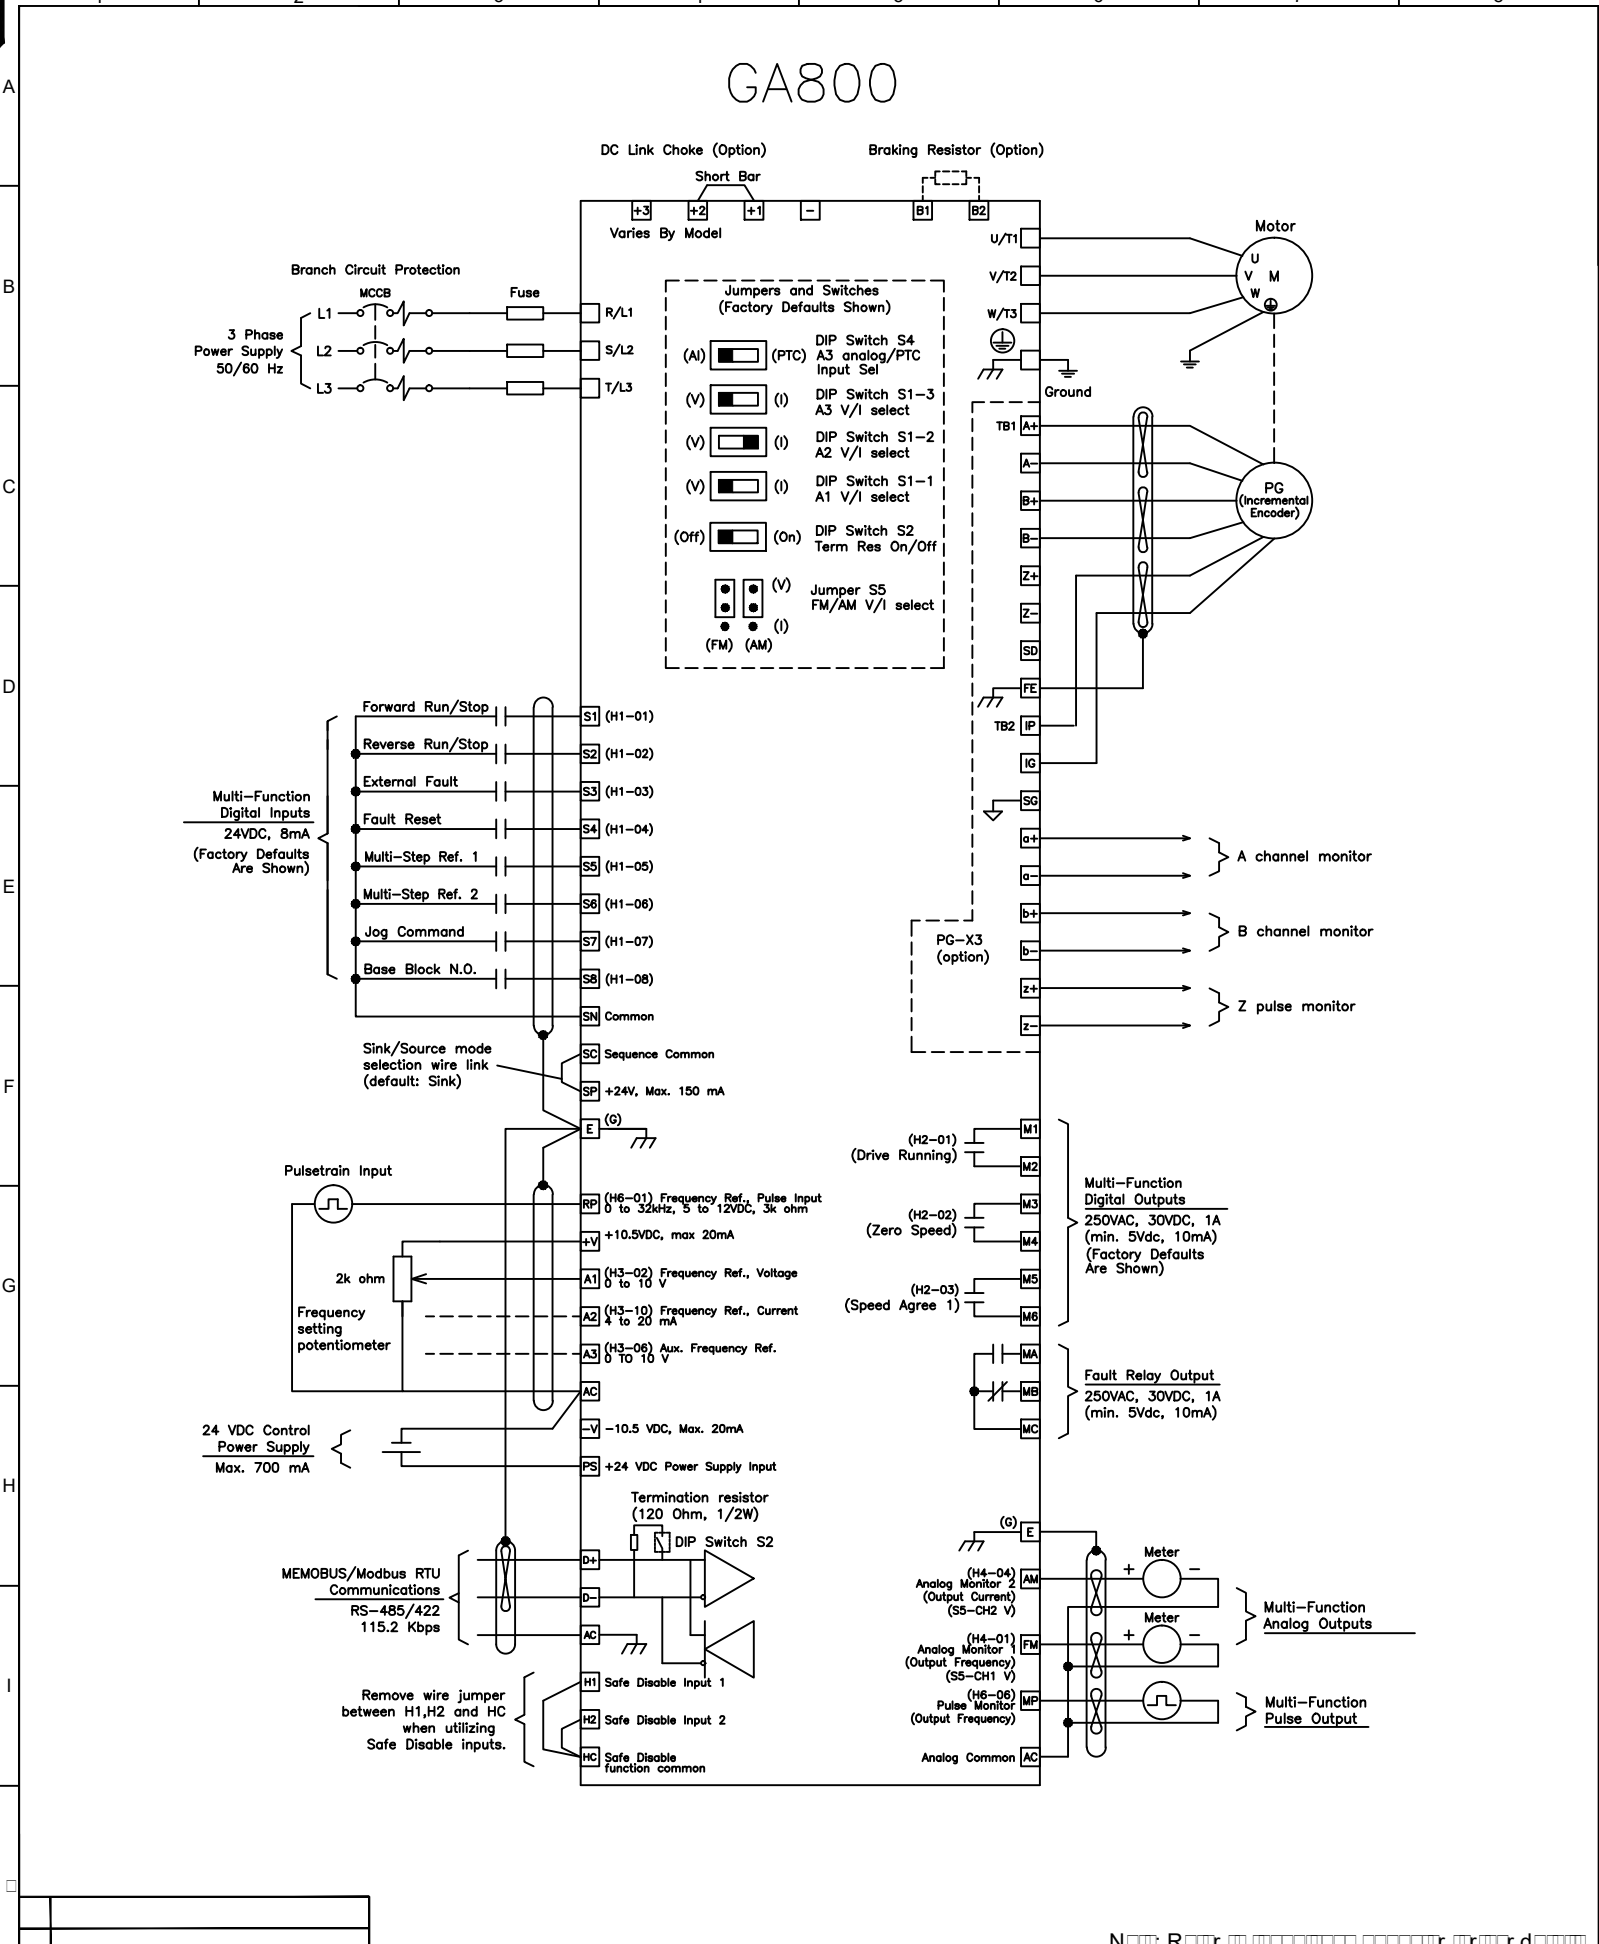 GA800
DC Link Choke (Option)
Braking Resistor (Option)
Short Bar
+3
+2
+1
-
B1
B2
Varies By Model
Branch Circuit Protection
MCCB
Fuse
L1
L2
L3
3 Phase
Power Supply
50/60 Hz
R/L1
S/L2
T/L3
Jumpers and Switches
(Factory Defaults Shown)
(AI)
(PTC)
DIP Switch S4
A3 analog/PTC
Input Sel
(V)
(I)
DIP Switch S1-3
A3 V/I select
(V)
(I)
DIP Switch S1-2
A2 V/I select
(V)
(I)
DIP Switch S1-1
A1 V/I select
(Off)
(On)
DIP Switch S2
Term Res On/Off
(V)
(I)
Jumper S5
FM/AM V/I select
(FM)
(AM)
U/T1
V/T2
W/T3
Motor
U
V
M
W
Ground
TB1
A+
A-
B+
B-
Z+
Z-
SD
FE
TB2
IP
IG
SG
a+
a-
b+
b-
z+
z-
PG
(Incremental
Encoder)
A channel monitor
B channel monitor
Z pulse monitor
PG-X3
(option)
Multi-Function
Digital Inputs
24VDC, 8mA
(Factory Defaults
Are Shown)
Forward Run/Stop
S1 (H1-01)
Reverse Run/Stop
S2 (H1-02)
External Fault
S3 (H1-03)
Fault Reset
S4 (H1-04)
Multi-Step Ref. 1
S5 (H1-05)
Multi-Step Ref. 2
S6 (H1-06)
Jog Command
S7 (H1-07)
Base Block N.O.
S8 (H1-08)
SN Common
Sink/Source mode
selection wire link
(default: Sink)
SC Sequence Common
SP +24V, Max. 150 mA
E (G)
Pulsetrain Input
RP (H6-01) Frequency Ref., Pulse Input
0 to 32kHz, 5 to 12VDC, 3k ohm
+V +10.5VDC, max 20mA
2k ohm
A1 (H3-02) Frequency Ref., Voltage
0 to 10 V
Frequency
setting
potentiometer
A2 (H3-10) Frequency Ref., Current
4 to 20 mA
A3 (H3-06) Aux. Frequency Ref.
0 TO 10 V
AC
24 VDC Control
Power Supply
Max. 700 mA
-V -10.5 VDC, Max. 20mA
PS +24 VDC Power Supply Input
Termination resistor
(120 Ohm, 1/2W)
DIP Switch S2
MEMOBUS/Modbus RTU
Communications
RS-485/422
115.2 Kbps
D+
D-
AC
Remove wire jumper
between H1,H2 and HC
when utilizing
Safe Disable inputs.
H1 Safe Disable Input 1
H2 Safe Disable Input 2
HC Safe Disable
function common
(H2-01)
(Drive Running)
M1
M2
(H2-02)
(Zero Speed)
M3
M4
(H2-03)
(Speed Agree 1)
M5
M6
Multi-Function
Digital Outputs
250VAC, 30VDC, 1A
(min. 5Vdc, 10mA)
(Factory Defaults
Are Shown)
MA
MB
MC
Fault Relay Output
250VAC, 30VDC, 1A
(min. 5Vdc, 10mA)
(G) E
(H4-04)
Analog Monitor 2
(Output Current)
(S5-CH2 V)
AM
Meter
+
-
(H4-01)
Analog Monitor 1
(Output Frequency)
(S5-CH1 V)
FM
Meter
+
-
Multi-Function
Analog Outputs
(H6-06)
Pulse Monitor
(Output Frequency)
MP
Multi-Function
Pulse Output
Analog Common AC
A
B
C
D
E
F
G
H
I